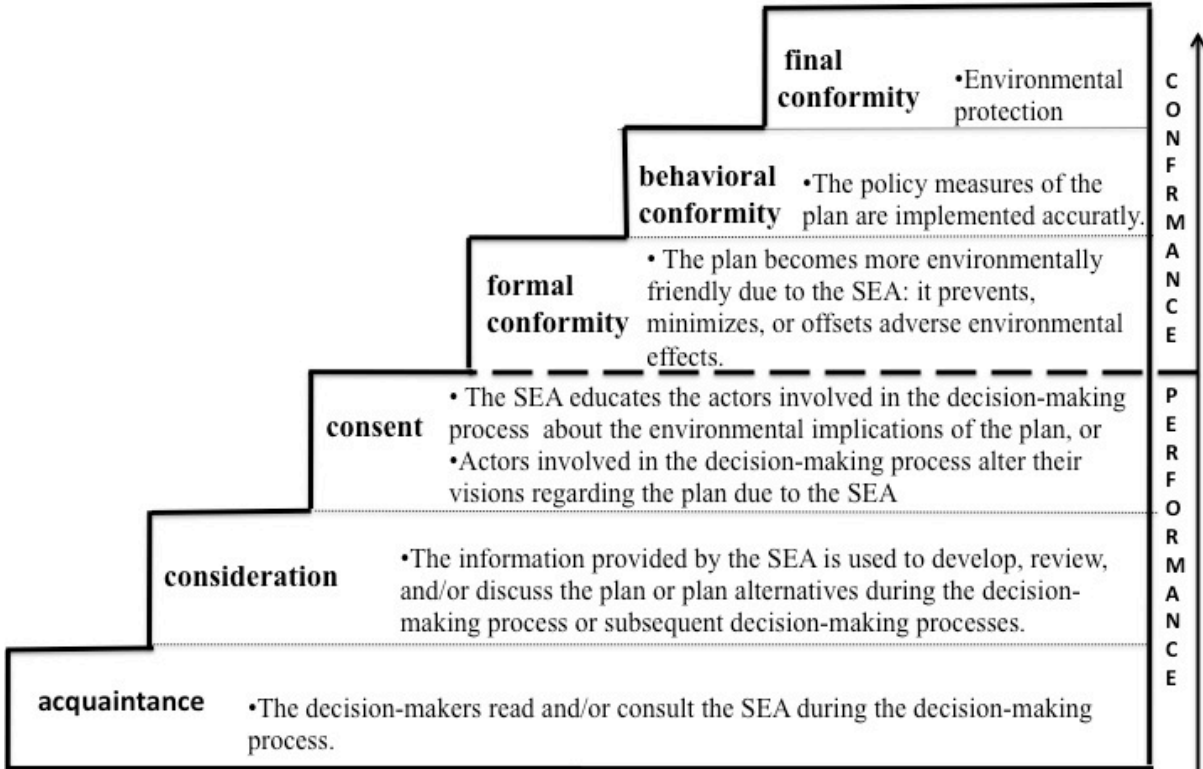 final
conformity
•Environmental
protection
behavioral
conformity
•The policy measures of the
plan are implemented accuratly.
formal
conformity
• The plan becomes more environmentally
friendly due to the SEA: it prevents,
minimizes, or offsets adverse environmental
effects.
consent
• The SEA educates the actors involved in the decision-making
process about the environmental implications of the plan, or
•Actors involved in the decision-making process alter their
visions regarding the plan due to the SEA
consideration
•The information provided by the SEA is used to develop, review,
and/or discuss the plan or plan alternatives during the decision-
making process or subsequent decision-making processes.
acquaintance
•The decision-makers read and/or consult the SEA during the decision-making
process.
CONFRMANCE
PERFORMANCE